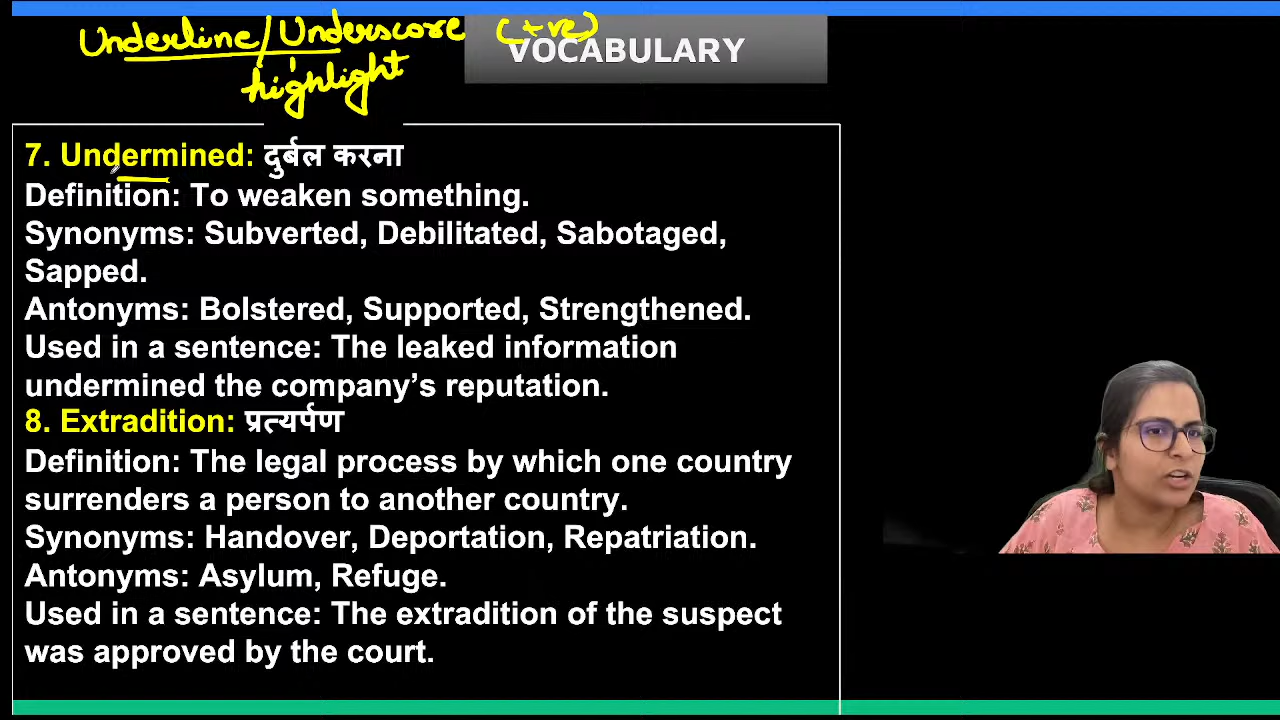 Underline/Underscore (+ve)
highlight
VOCABULARY
7. Undermined: दुर्बल करना
Definition: To weaken something.
Synonyms: Subverted, Debilitated, Sabotaged,
Sapped.
Antonyms: Bolstered, Supported, Strengthened.
Used in a sentence: The leaked information
undermined the company’s reputation.
8. Extradition: प्रत्यर्पण
Definition: The legal process by which one country
surrenders a person to another country.
Synonyms: Handover, Deportation, Repatriation.
Antonyms: Asylum, Refuge.
Used in a sentence: The extradition of the suspect
was approved by the court.